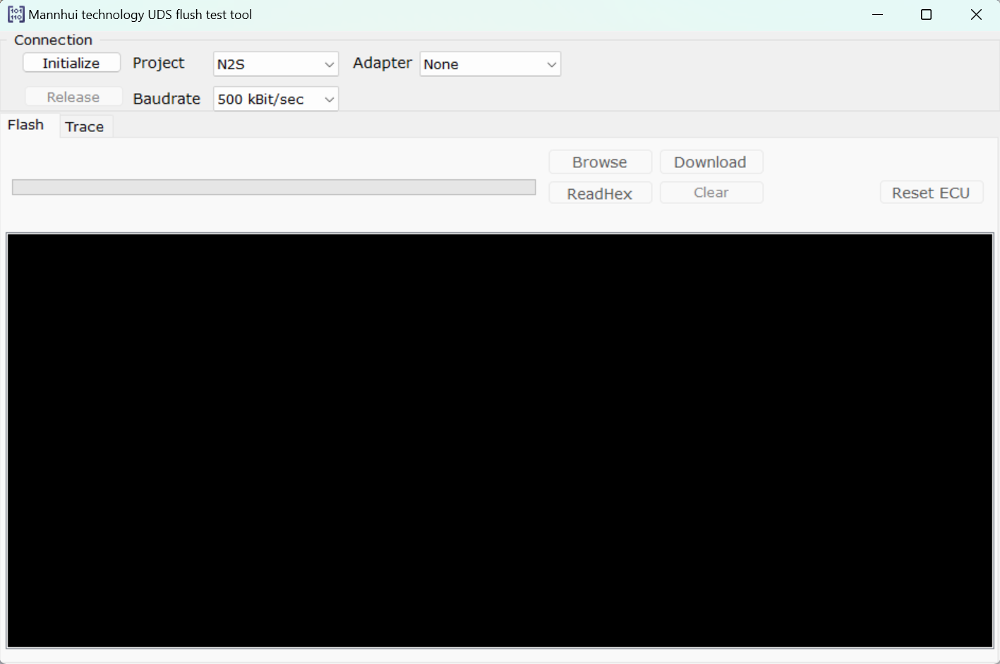 Mannhui technology UDS flush test tool
Connection
Initialize Project N2S Adapter None
Release Baudrate 500 kBit/sec
Flash Trace
Browse Download
ReadHex Clear Reset ECU